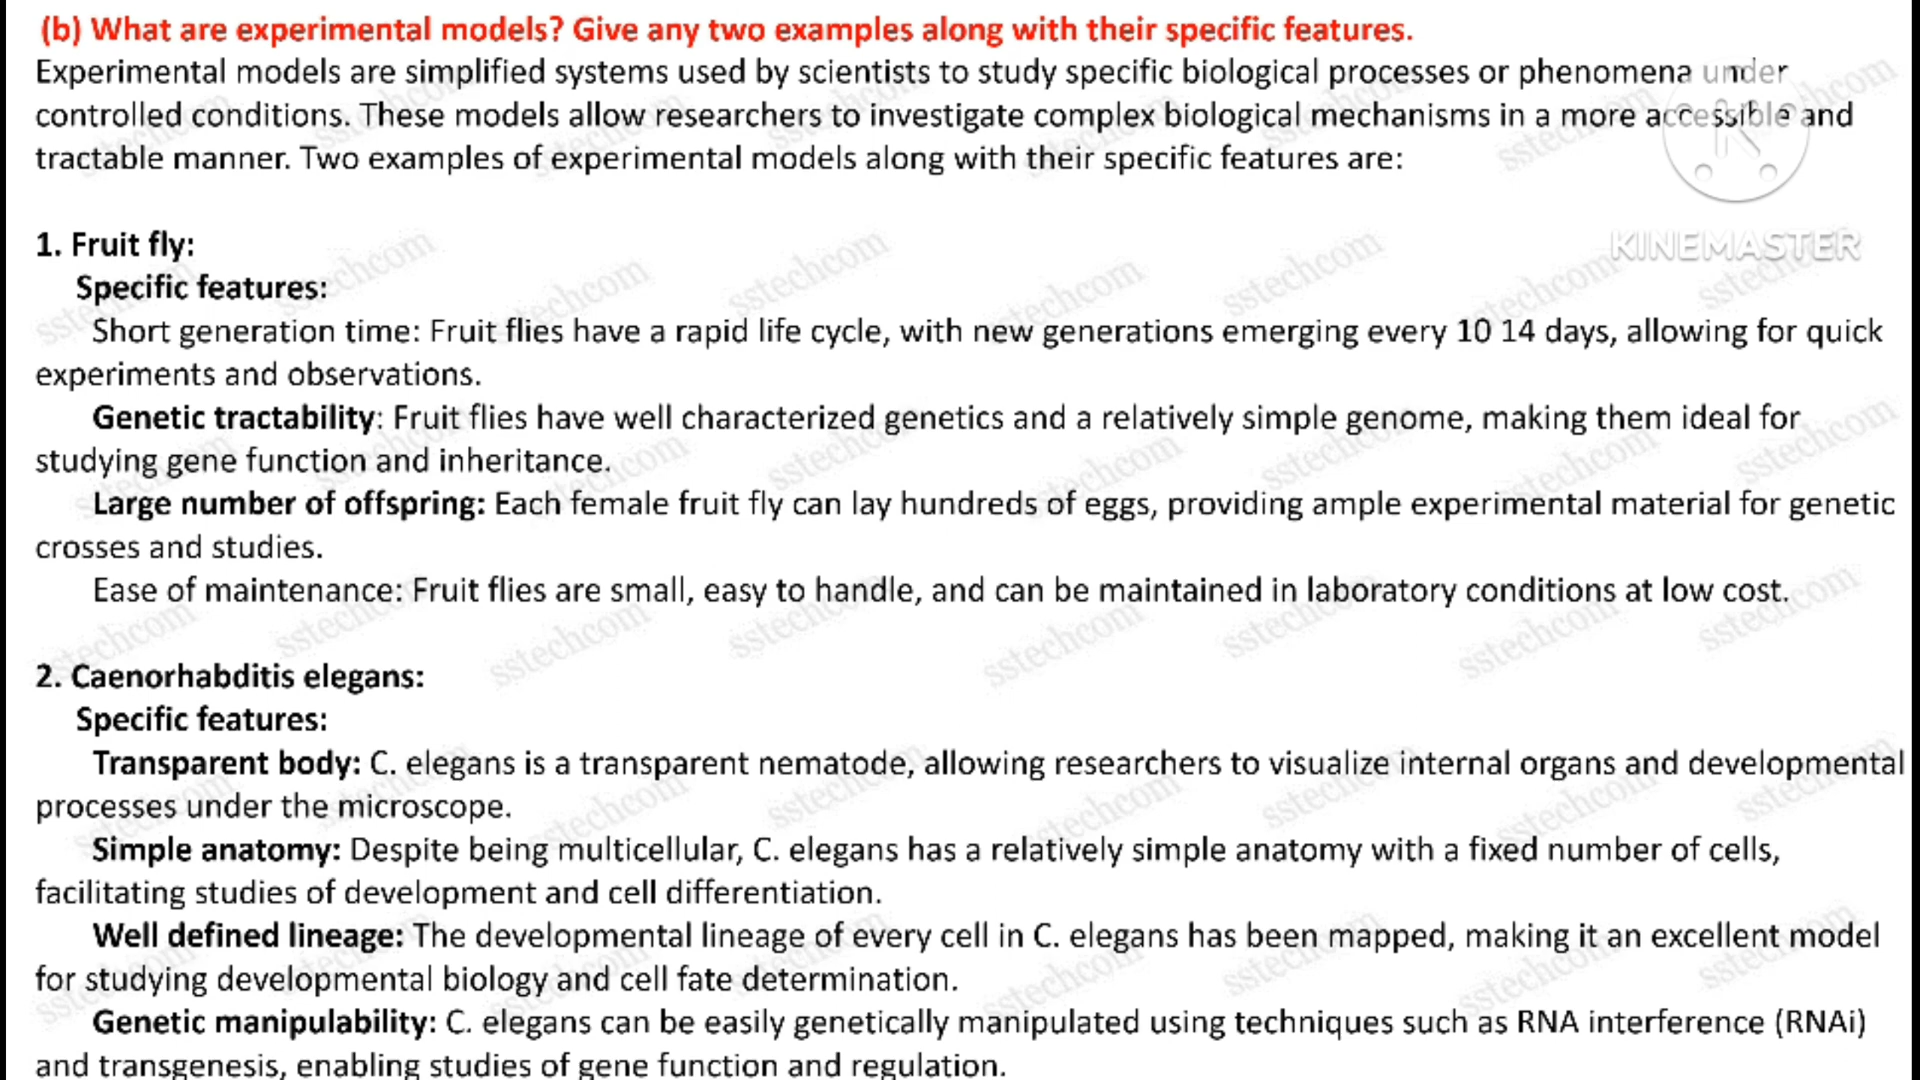 (b) What are experimental models? Give any two examples along with their specific features.
Experimental models are simplified systems used by scientists to study specific biological processes or phenomena under
controlled conditions. These models allow researchers to investigate complex biological mechanisms in a more accessible and
tractable manner. Two examples of experimental models along with their specific features are:
KINEMASTER
1. Fruit fly:
Specific features:
Short generation time: Fruit flies have a rapid life cycle, with new generations emerging every 10 14 days, allowing for quick
experiments and observations.
Genetic tractability: Fruit flies have well characterized genetics and a relatively simple genome, making them ideal for
studying gene function and inheritance.
Large number of offspring: Each female fruit fly can lay hundreds of eggs, providing ample experimental material for genetic
crosses and studies.
Ease of maintenance: Fruit flies are small, easy to handle, and can be maintained in laboratory conditions at low cost.
2. Caenorhabditis elegans:
Specific features:
Transparent body: C. elegans is a transparent nematode, allowing researchers to visualize internal organs and developmental
processes under the microscope.
Simple anatomy: Despite being multicellular, C. elegans has a relatively simple anatomy with a fixed number of cells,
facilitating studies of development and cell differentiation.
Well defined lineage: The developmental lineage of every cell in C. elegans has been mapped, making it an excellent model
for studying developmental biology and cell fate determination.
Genetic manipulability: C. elegans can be easily genetically manipulated using techniques such as RNA interference (RNAi)
and transgenesis, enabling studies of gene function and regulation.
sstechcom